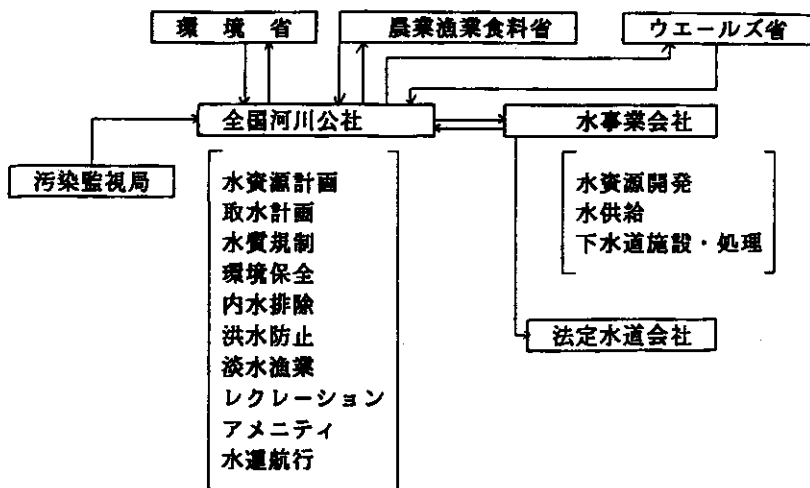 環境省
農業漁業食料省
ウエールズ省
全国河川公社
水事業会社
汚染監視局
水資源計画
取水計画
水質規制
環境保全
内水排除
洪水防止
淡水漁業
レクレーション
アメニティ
水運航行
水資源開発
水供給
下水道施設・処理
法定水道会社